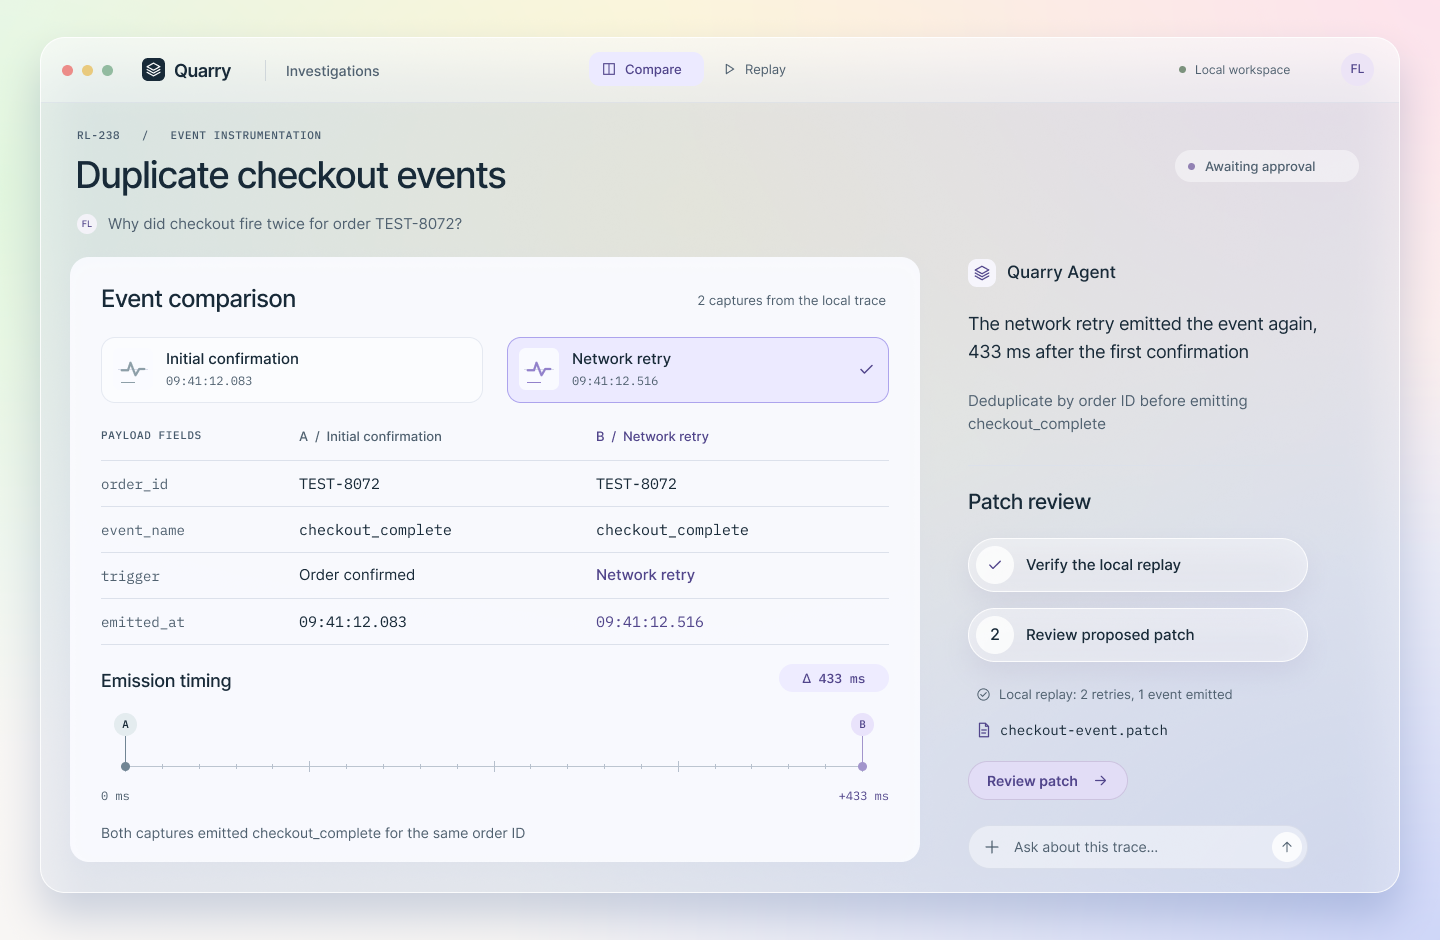 Quarry
Investigations
Compare
Replay
Local workspace
FL
RL-238 / EVENT INSTRUMENTATION
Duplicate checkout events
Awaiting approval
FL
Why did checkout fire twice for order TEST-8072?
Event comparison
2 captures from the local trace
Initial confirmation
09:41:12.083
Network retry
09:41:12.516
PAYLOAD FIELDS
A / Initial confirmation
B / Network retry
order_id
TEST-8072
TEST-8072
event_name
checkout_complete
checkout_complete
trigger
Order confirmed
Network retry
emitted_at
09:41:12.083
09:41:12.516
Emission timing
Δ 433 ms
A
B
0 ms
+433 ms
Both captures emitted checkout_complete for the same order ID
Quarry Agent
The network retry emitted the event again,
433 ms after the first confirmation
Deduplicate by order ID before emitting
checkout_complete
Patch review
Verify the local replay
2
Review proposed patch
Local replay: 2 retries, 1 event emitted
checkout-event.patch
Review patch
Ask about this trace...